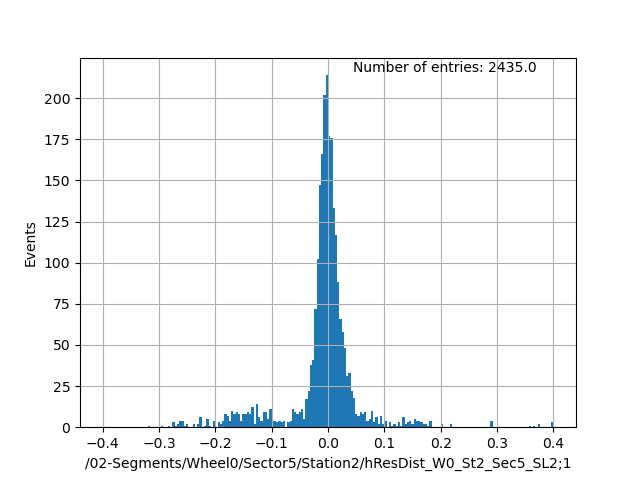 Number of entries: 2435.0
200
175
150
125
100
75
50
25
0
Events
−0.4 −0.3 −0.2 −0.1 0.0 0.1 0.2 0.3 0.4
/02-Segments/Wheel0/Sector5/Station2/hResDist_W0_St2_Sec5_SL2;1